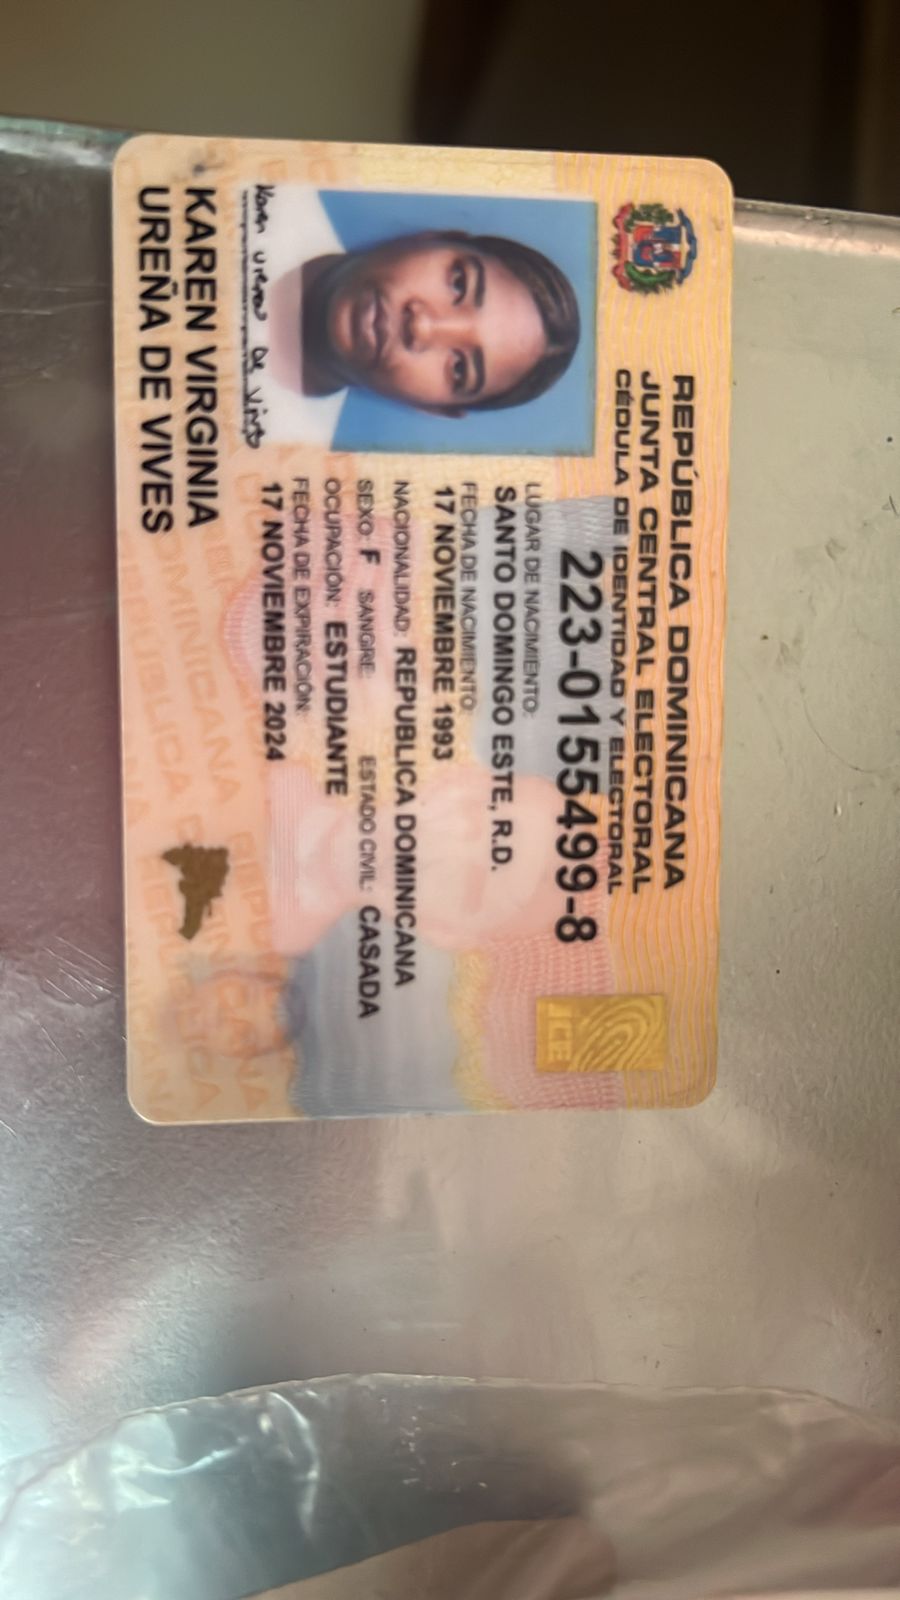 REPÚBLICA DOMINICANA
JUNTA CENTRAL ELECTORAL
CÉDULA DE IDENTIDAD Y ELECTORAL
223-0155499-8
JCE
LUGAR DE NACIMIENTO:
SANTO DOMINGO ESTE, R.D.
FECHA DE NACIMIENTO:
17 NOVIEMBRE 1993
NACIONALIDAD: REPUBLICA DOMINICANA
SEXO: F SANGRE: ESTADO CIVIL: CASADA
OCUPACIÓN: ESTUDIANTE
FECHA DE EXPIRACIÓN:
17 NOVIEMBRE 2024
Karen Urena De Vives
KAREN VIRGINIA
UREÑA DE VIVES
REPUBLICA DOMINICANA